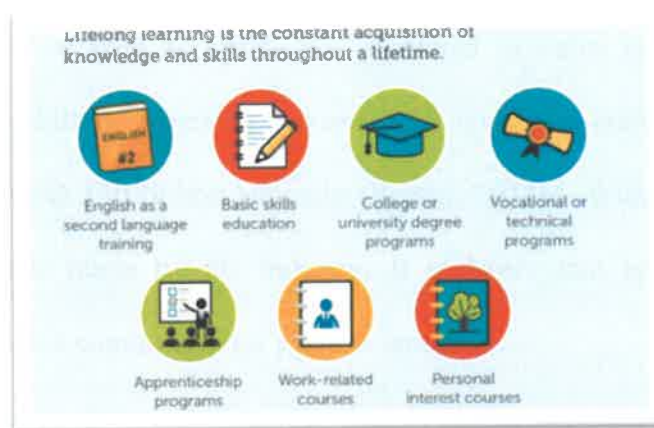 Lifelong learning is the constant acquisition of
knowledge and skills throughout a lifetime.
ENGLISH
#2
English as a
second language
training
Basic skills
education
College or
university degree
programs
Vocational or
technical
programs
Apprenticeship
programs
Work-related
courses
Personal
interest courses